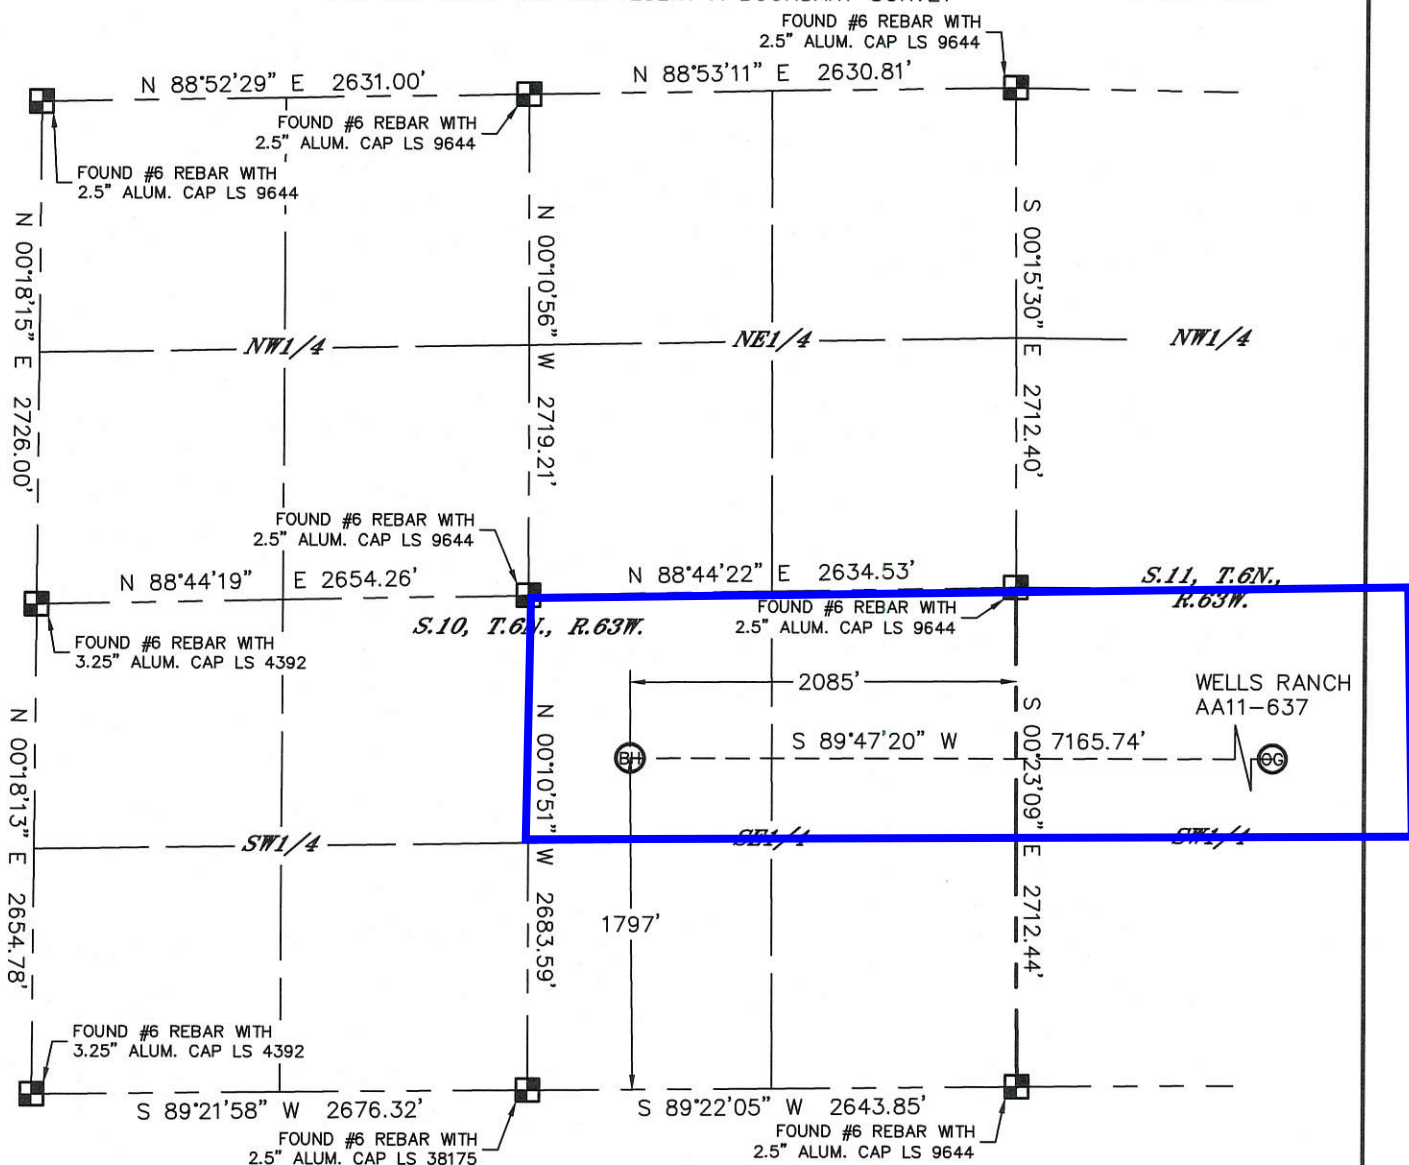 FOUND #6 REBAR WITH
2.5" ALUM. CAP LS 9644
N 88°52'29" E 2631.00'
N 88°53'11" E 2630.81'
FOUND #6 REBAR WITH
2.5" ALUM. CAP LS 9644
FOUND #6 REBAR WITH
2.5" ALUM. CAP LS 9644
N 00°18'15" E 2726.00'
N 00°10'56" W 2719.21'
S 00°15'30" E 2712.40'
NW1/4
NE1/4
NW1/4
FOUND #6 REBAR WITH
2.5" ALUM. CAP LS 9644
N 88°44'19" E 2654.26'
N 88°44'22" E 2634.53'
S.11, T.6N.,
R.63W.
FOUND #6 REBAR WITH
2.5" ALUM. CAP LS 9644
S.10, T.6N., R.63W.
FOUND #6 REBAR WITH
3.25" ALUM. CAP LS 4392
2085'
WELLS RANCH
AA11-637
N 00°18'13" E 2654.78'
N 00°10'51" W 2683.59'
S 00°23'09" E 2712.44'
S 89°47'20" W 7165.74'
BH
OG
SW1/4
SE1/4
SW1/4
1797'
FOUND #6 REBAR WITH
3.25" ALUM. CAP LS 4392
S 89°21'58" W 2676.32'
S 89°22'05" W 2643.85'
FOUND #6 REBAR WITH
2.5" ALUM. CAP LS 38175
FOUND #6 REBAR WITH
2.5" ALUM. CAP LS 9644